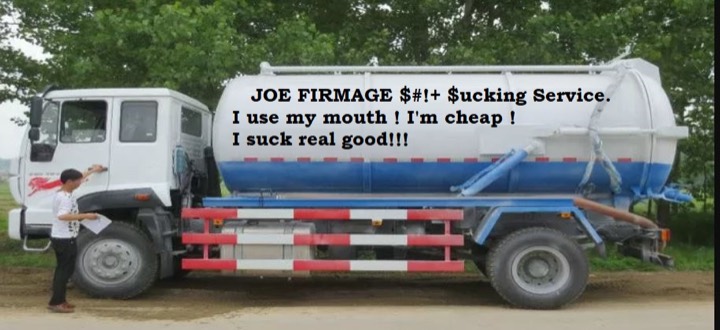 JOE FIRMAGE $#!+ $ucking Service.
I use my mouth ! I'm cheap !
I suck real good!!!